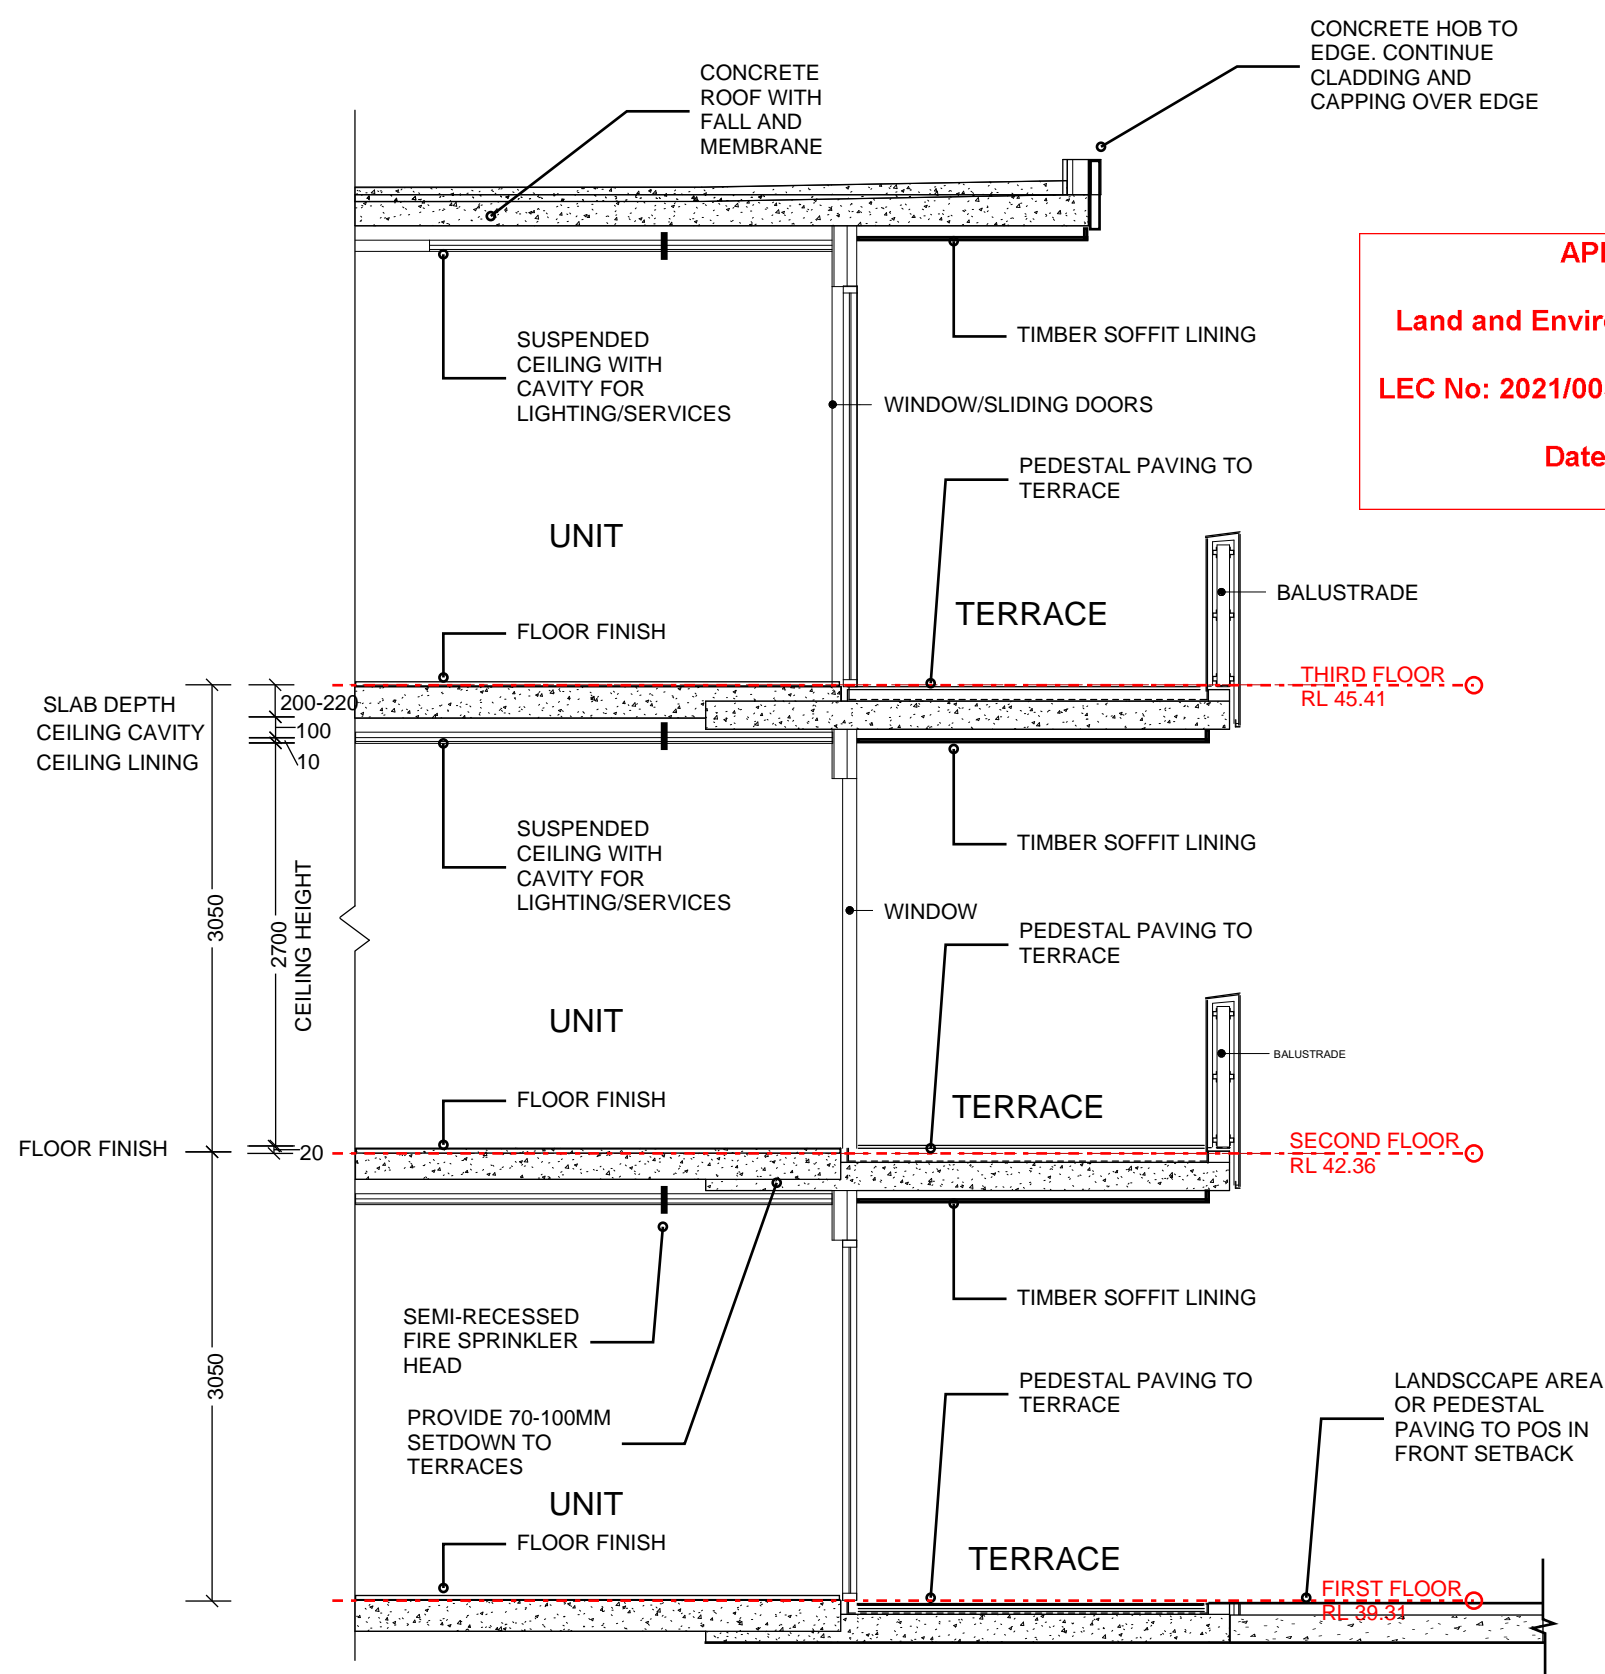 CONCRETE HOB TO
EDGE. CONTINUE
CLADDING AND
CAPPING OVER EDGE
CONCRETE
ROOF WITH
FALL AND
MEMBRANE
Land and
LEC No:
Date
SUSPENDED
CEILING WITH
CAVITY FOR
LIGHTING/SERVICES
TIMBER SOFFIT LINING
WINDOW/SLIDING DOORS
PEDESTAL PAVING TO
TERRACE
UNIT
TERRACE
BALUSTRADE
FLOOR FINISH
THIRD FLOOR
RL 45.41
SLAB DEPTH
200-220
CEILING CAVITY
100
CEILING LINING
10
SUSPENDED
CEILING WITH
CAVITY FOR
LIGHTING/SERVICES
TIMBER SOFFIT LINING
WINDOW
3050
2700
CEILING HEIGHT
PEDESTAL PAVING TO
TERRACE
UNIT
BALUSTRADE
FLOOR FINISH
TERRACE
FLOOR FINISH
20
SECOND FLOOR
RL 42.36
TIMBER SOFFIT LINING
SEMI-RECESSED
FIRE SPRINKLER
HEAD
3050
PEDESTAL PAVING TO
TERRACE
LANDSCCAPE AREA
OR PEDESTAL
PAVING TO POS IN
FRONT SETBACK
PROVIDE 70-100MM
SETDOWN TO
TERRACES
UNIT
FLOOR FINISH
TERRACE
FIRST FLOOR
RL 39.31